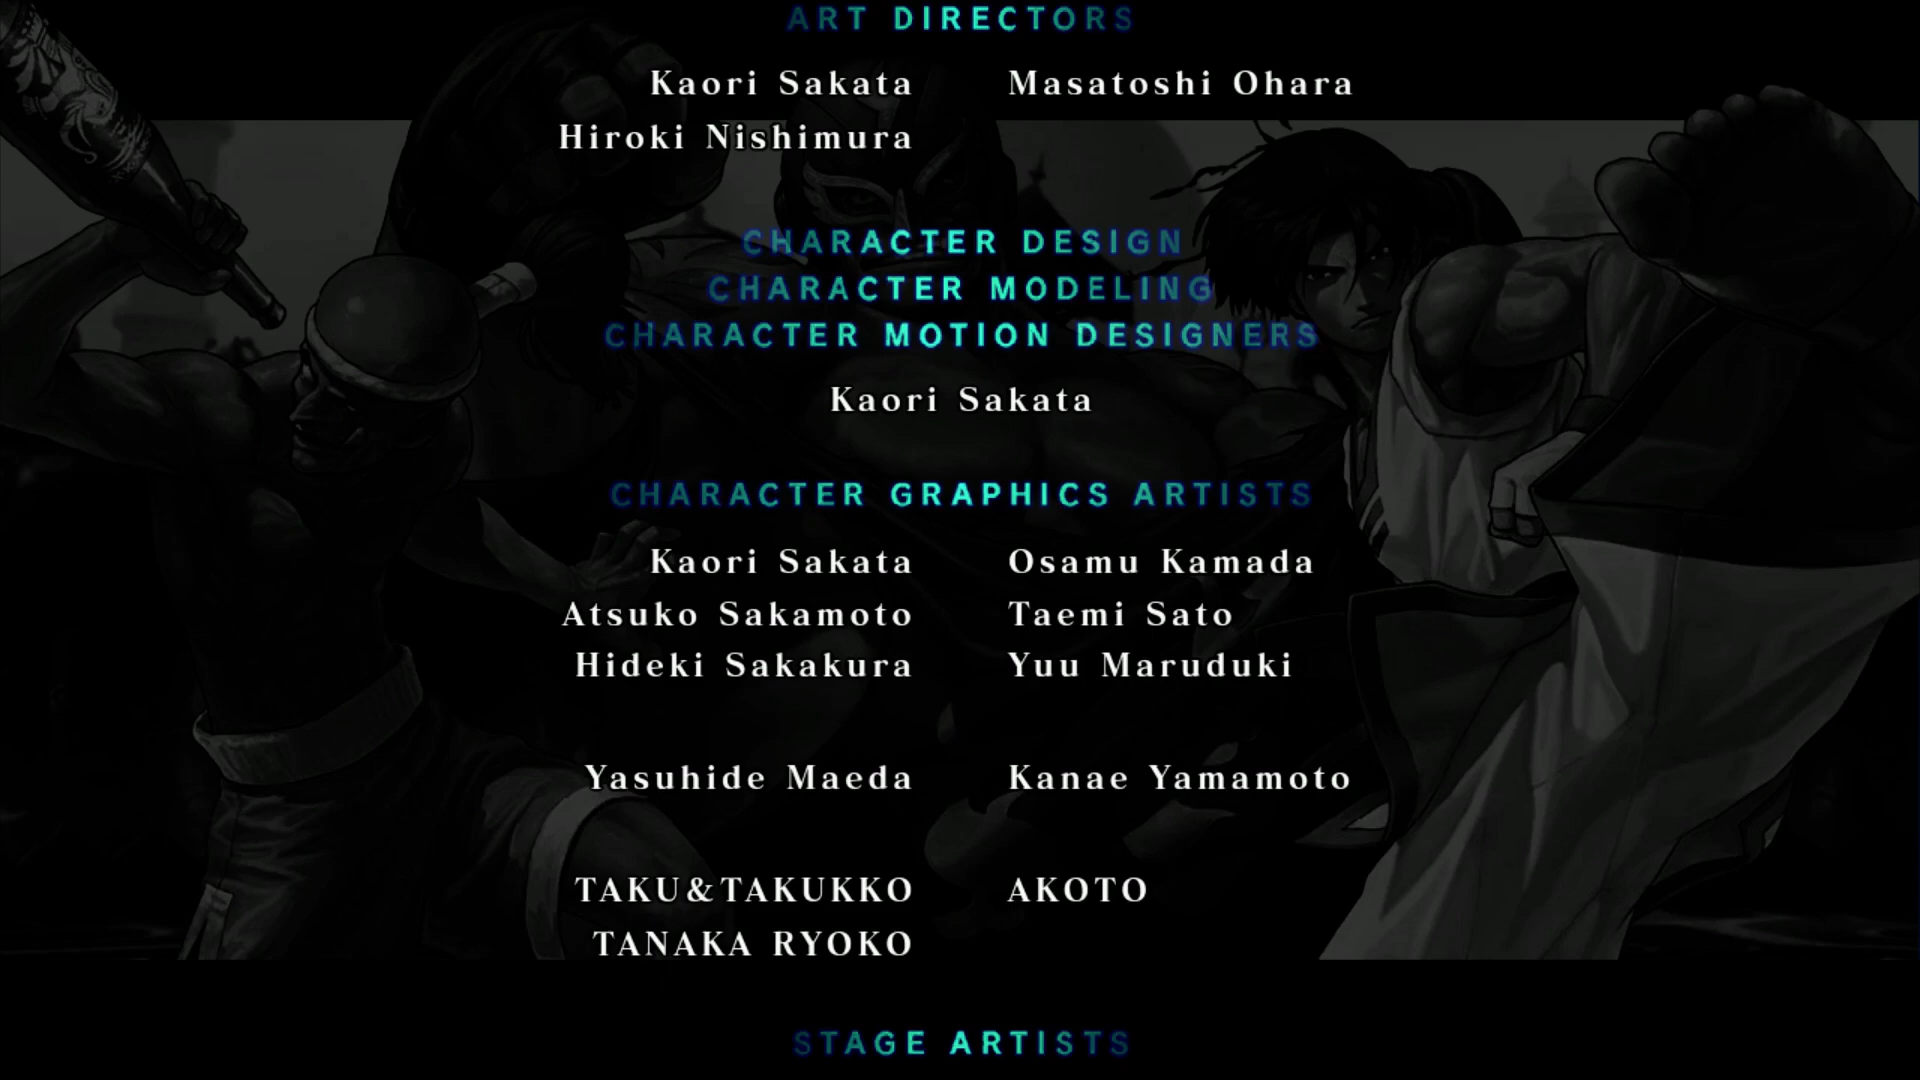 ART DIRECTORS
Kaori Sakata Masatoshi Ohara
Hiroki Nishimura
CHARACTER DESIGN
CHARACTER MODELING
CHARACTER MOTION DESIGNERS
Kaori Sakata
CHARACTER GRAPHICS ARTISTS
Kaori Sakata Osamu Kamada
Atsuko Sakamoto Taemi Sato
Hideki Sakakura Yuu Maruduki
Yasuhide Maeda Kanae Yamamoto
TAKU&TAKUKKO AKOTO
TANAKA RYOKO
STAGE ARTISTS